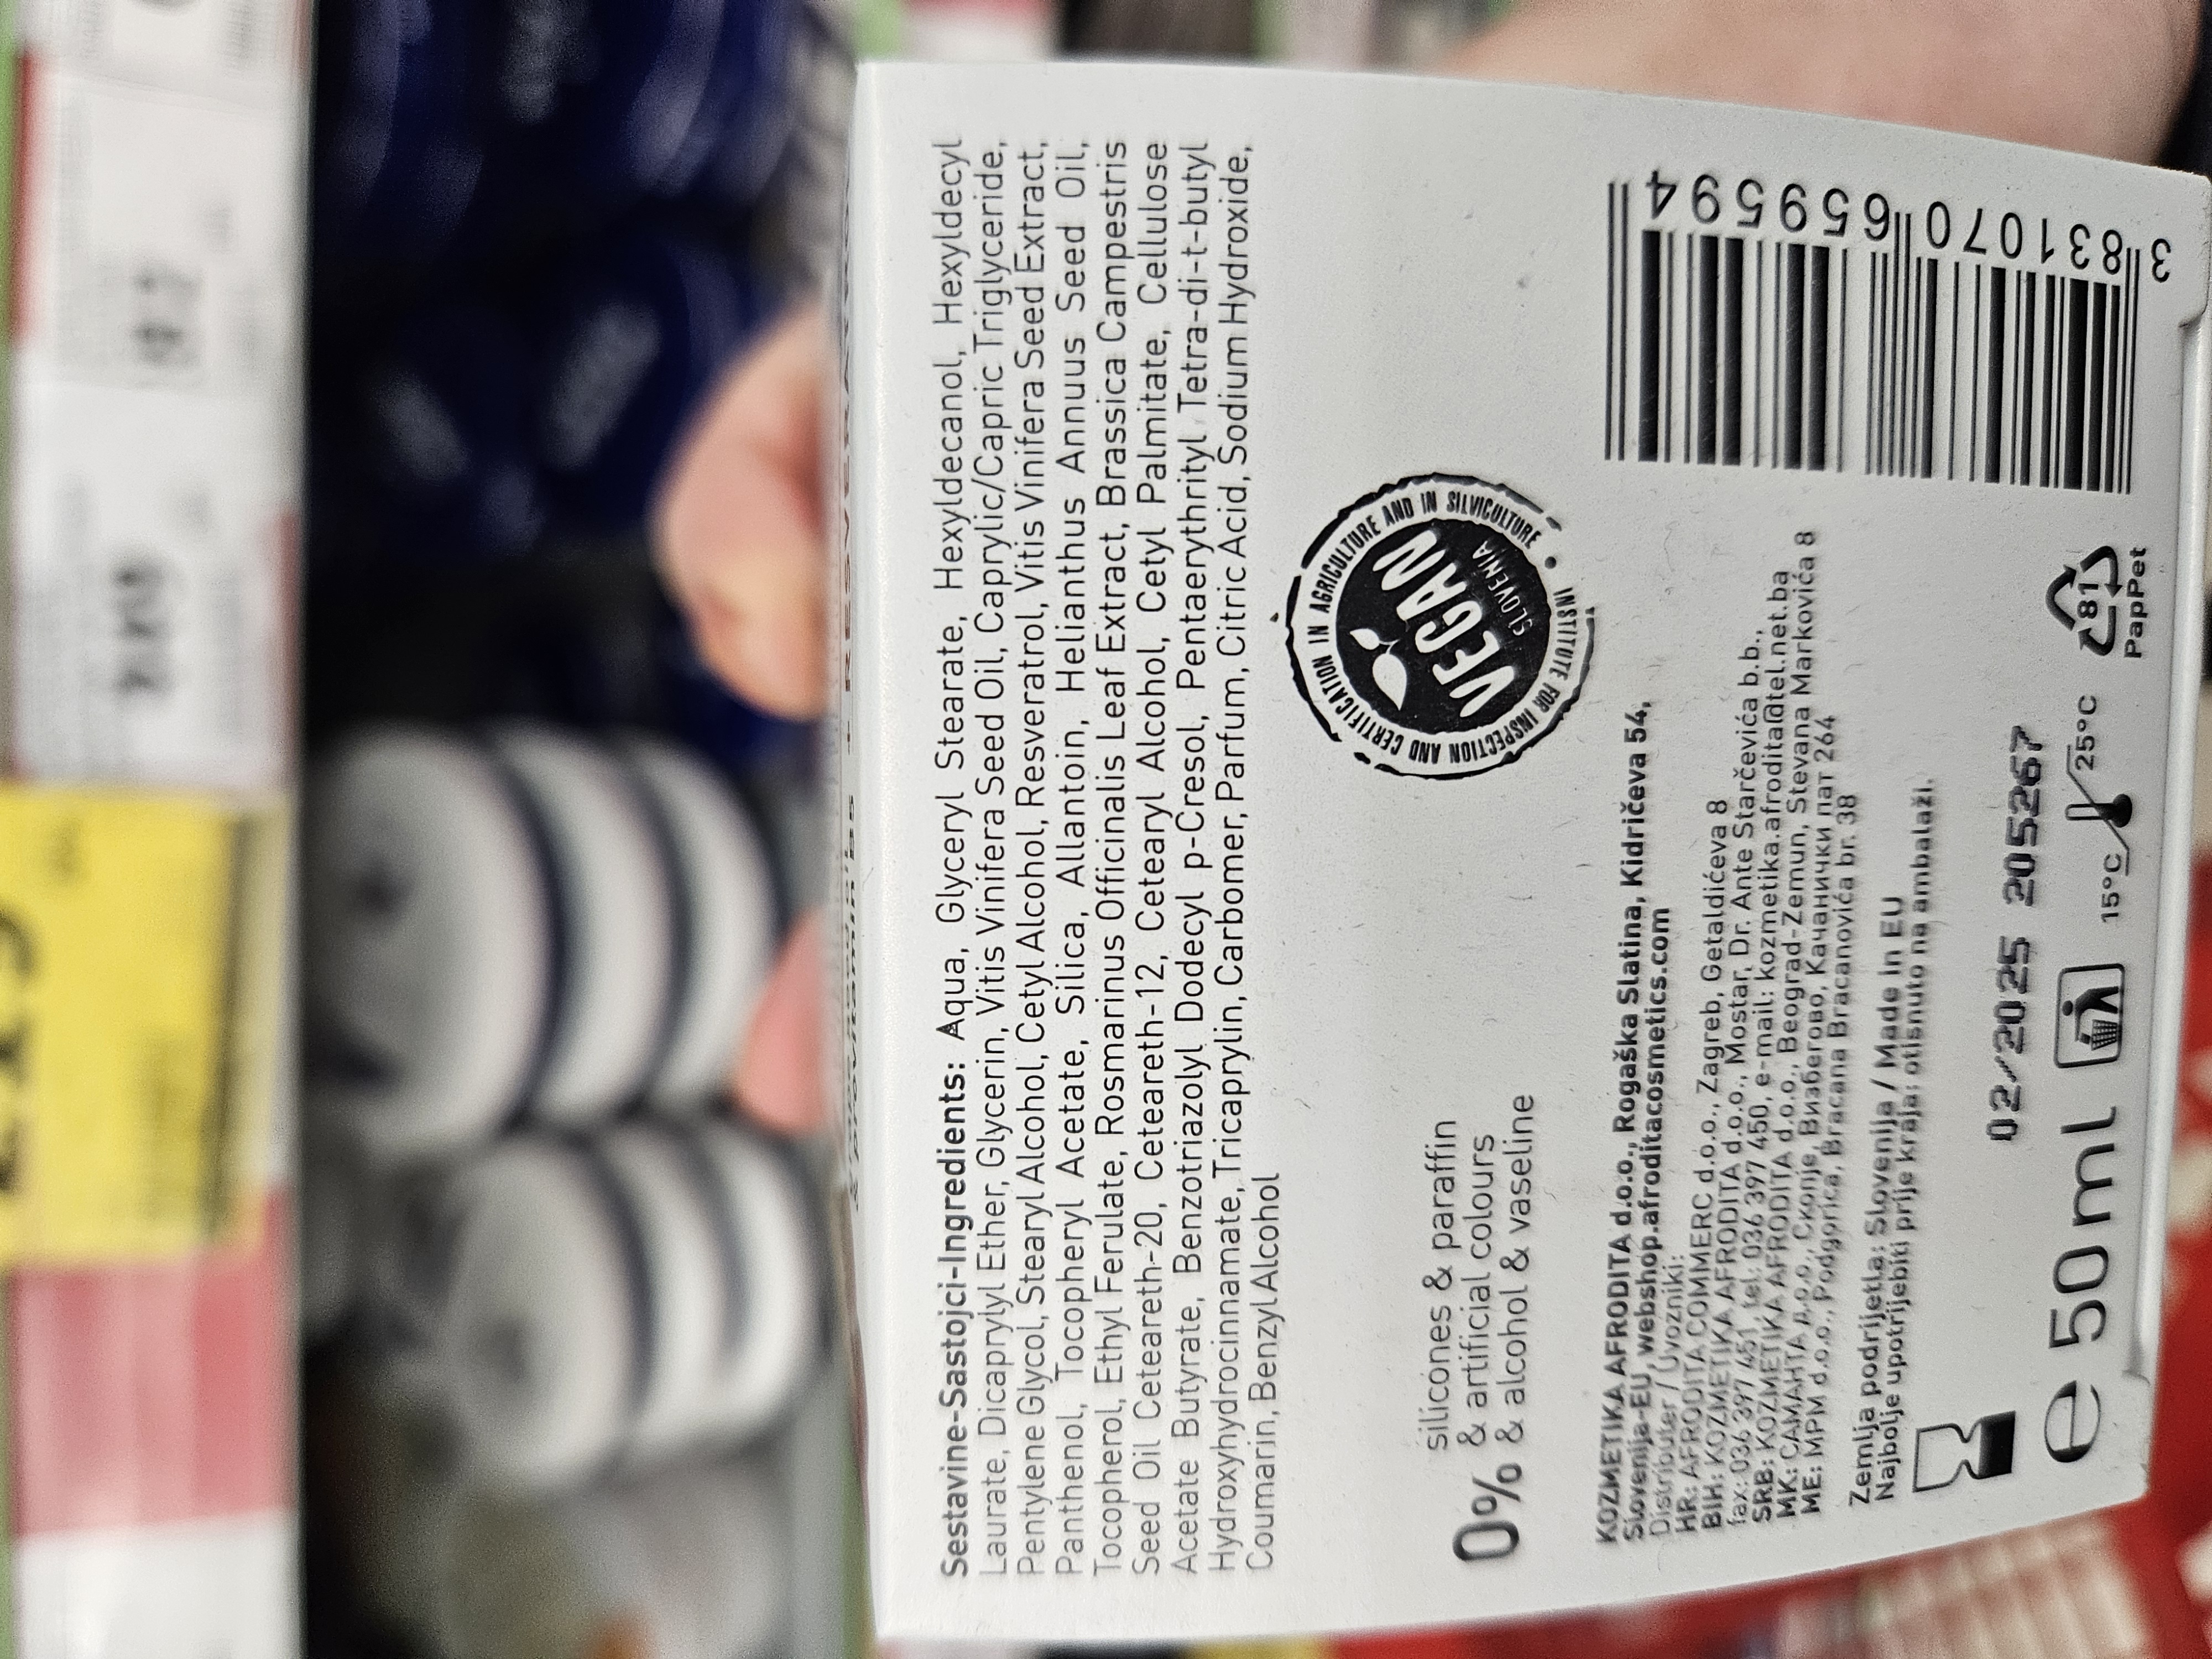 & provitamin B5 + RESVERATROL
Sestavine-Sastojci-Ingredients: Aqua, Glyceryl Stearate, Hexyldecanol, Hexyldecyl
Laurate, Dicaprylyl Ether, Glycerin, Vitis Vinifera Seed Oil, Caprylic/Capric Triglyceride,
Pentylene Glycol, Stearyl Alcohol, Cetyl Alcohol, Resveratrol, Vitis Vinifera Seed Extract,
Panthenol, Tocopheryl Acetate, Silica, Allantoin, Helianthus Annuus Seed Oil,
Tocopherol, Ethyl Ferulate, Rosmarinus Officinalis Leaf Extract, Brassica Campestris
Seed Oil Ceteareth-20, Ceteareth-12, Cetearyl Alcohol, Cetyl Palmitate, Cellulose
Acetate Butyrate, Benzotriazolyl Dodecyl p-Cresol, Pentaerythrityl Tetra-di-t-butyl
Hydroxyhydrocinnamate, Tricaprylin, Carbomer, Parfum, Citric Acid, Sodium Hydroxide,
Coumarin, Benzyl Alcohol
INSTITUTE FOR INSPECTION AND CERTIFICATION IN AGRICULTURE AND IN SILVICULTURE •
VEGAN
SLOVENIA
0% silicones & paraffin
& artificial colours
& alcohol & vaseline
KOZMETIKA AFRODITA d.o.o., Rogaška Slatina, Kidričeva 54,
Slovenija-EU, webshop.afroditacosmetics.com
Distributer / Uvozniki:
HR: AFRODITA COMMERC d.o.o., Zagreb, Getaldićeva 8
BIH: KOZMETIKA AFRODITA d.o.o., Mostar, Dr. Ante Starčevića b.b.,
fax: 036 397 451, tel: 036 397 450, e-mail: kozmetika.afrodita@tel.net.ba
SRB: KOZMETIKA AFRODITA d.o.o., Beograd-Zemun, Stevana Markovića 8
MK: САМАНТА д.о.о., Скопје, Визбегово, Качанички пат 264
ME: MPM d.o.o., Podgorica, Bracana Bracanovića br. 38
Zemlja podrijetla: Slovenija / Made in EU
Najbolje upotrijebiti prije kraja: otisnuto na ambalaži.
02/2025 205267
e 50 ml
15°C 25°C
81
PapPet
3 831070 659594